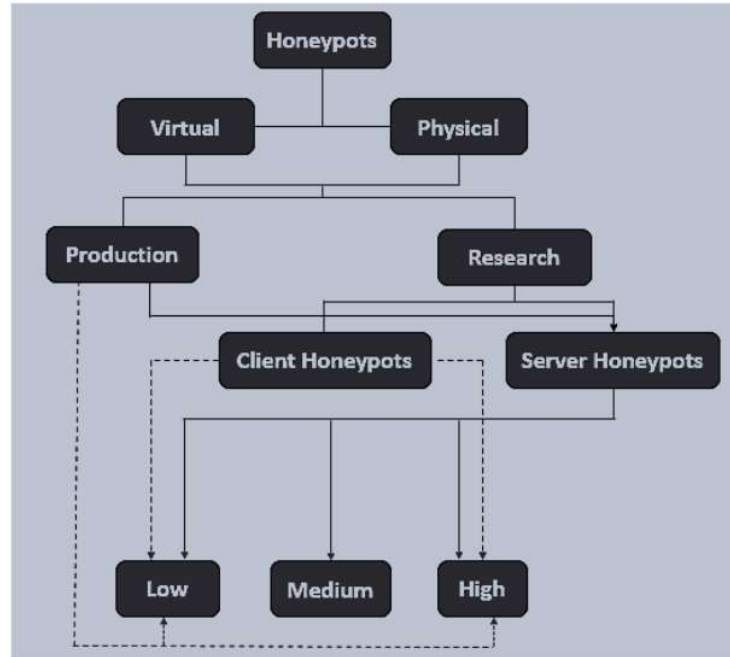 Honeypots
Virtual
Physical
Production
Research
Client Honeypots
Server Honeypots
Low
Medium
High